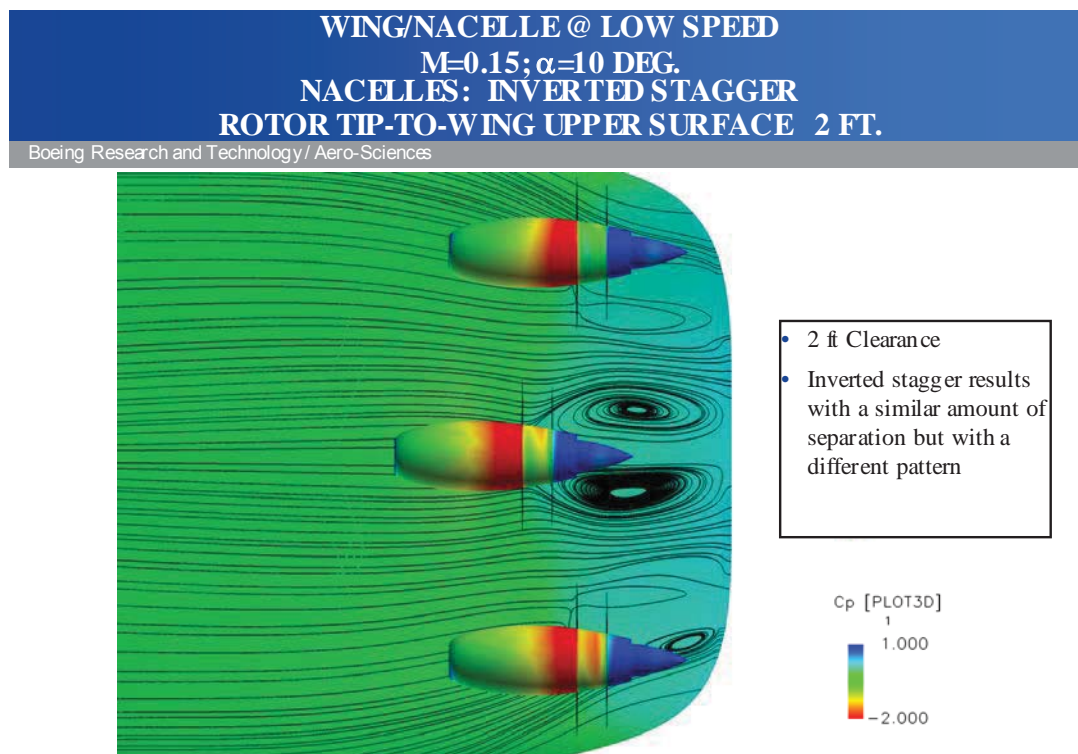 WING/NACELLE @ LOW SPEED
M=0.15; α=10 DEG.
NACELLES: INVERTED STAGGER
ROTOR TIP-TO-WING UPPER SURFACE 2 FT.
Boeing Research and Technology / Aero-Sciences
• 2 ft Clearance
• Inverted stagger results
with a similar amount of
separation but with a
different pattern
Cp [PLOT3D]
1
1.000
-2.000